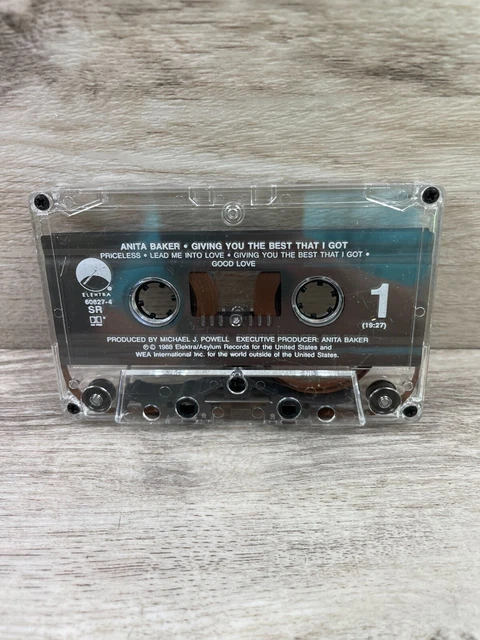 ANITA BAKER • GIVING YOU THE BEST THAT I GOT
PRICELESS • LEAD ME INTO LOVE • GIVING YOU THE BEST THAT I GOT •
GOOD LOVE
ELEKTRA
60827-4
SR
1
(19:27)
PRODUCED BY MICHAEL J. POWELL EXECUTIVE PRODUCER: ANITA BAKER
℗ © 1988 Elektra/Asylum Records for the United States and
WEA International Inc. for the world outside of the United States.